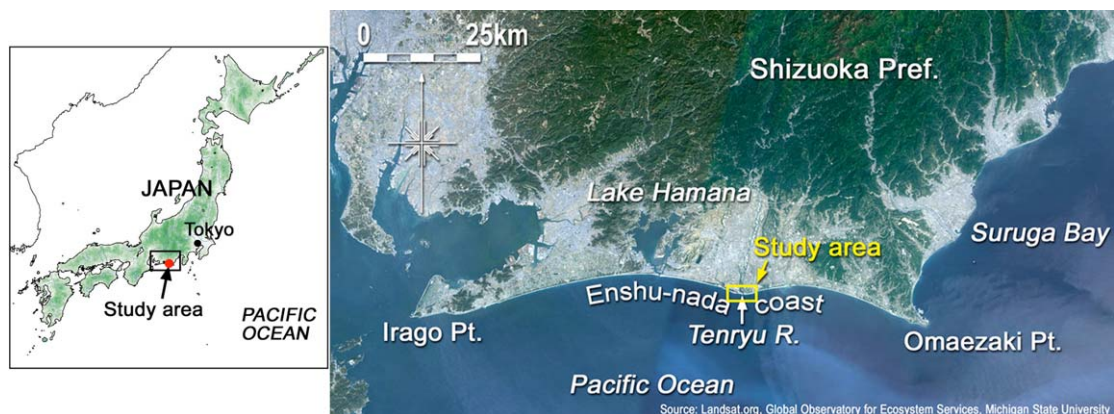 JAPAN
Tokyo
Study area
PACIFIC
OCEAN
0 25km
Shizuoka Pref.
Lake Hamana
Suruga Bay
Study area
Enshu-nada coast
Irago Pt.
Tenryu R.
Omaezaki Pt.
Pacific Ocean
Source: Landsat.org, Global Observatory for Ecosystem Services, Michigan State University